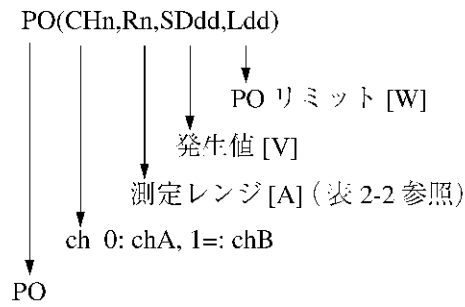 PO(CHn,Rn,SDdd,Ldd)
PO リミット [W]
発生値 [V]
測定レンジ [A] (表 2-2 参照)
ch 0: chA, 1=: chB
PO